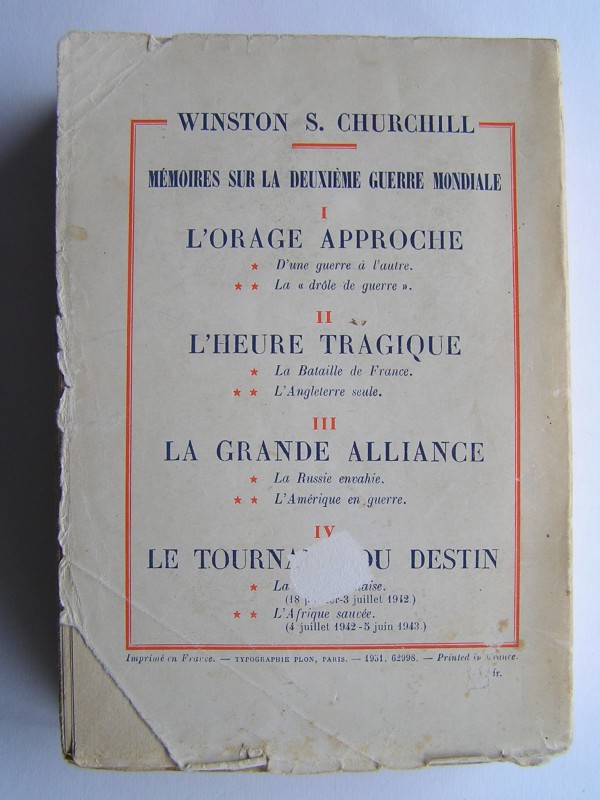 WINSTON S. CHURCHILL
MÉMOIRES SUR LA DEUXIÈME GUERRE MONDIALE
I
L'ORAGE APPROCHE
★ D'une guerre à l'autre.
★ ★ La « drôle de guerre ».
II
L'HEURE TRAGIQUE
★ La Bataille de France.
★ ★ L'Angleterre seule.
III
LA GRANDE ALLIANCE
★ La Russie envahie.
★ ★ L'Amérique en guerre.
IV
LE DESTIN
★ La
(18 3 juillet 1942.)
★ ★ L'Afrique sauvée.
(4 juillet 1942-5 juin 1943.)
Imprimé en France. — TYPOGRAPHIE PLON, PARIS. — 1951. 62998. — Printed in France.
fr.